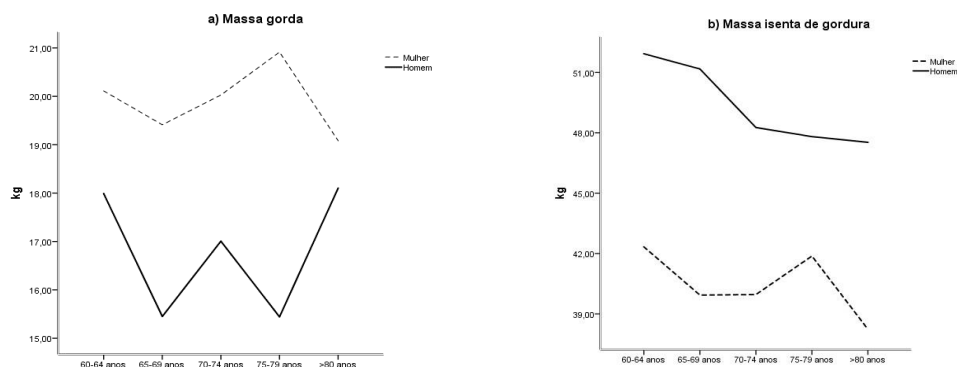 a) Massa gorda
21,00
20,00
19,00
18,00
17,00
16,00
15,00
kg
60-64 anos 65-69 anos 70-74 anos 75-79 anos >80 anos
Mulher
Homem
b) Massa isenta de gordura
51,00
48,00
45,00
42,00
39,00
kg
60-64 anos 65-69 anos 70-74 anos 75-79 anos >80 anos
Mulher
Homem